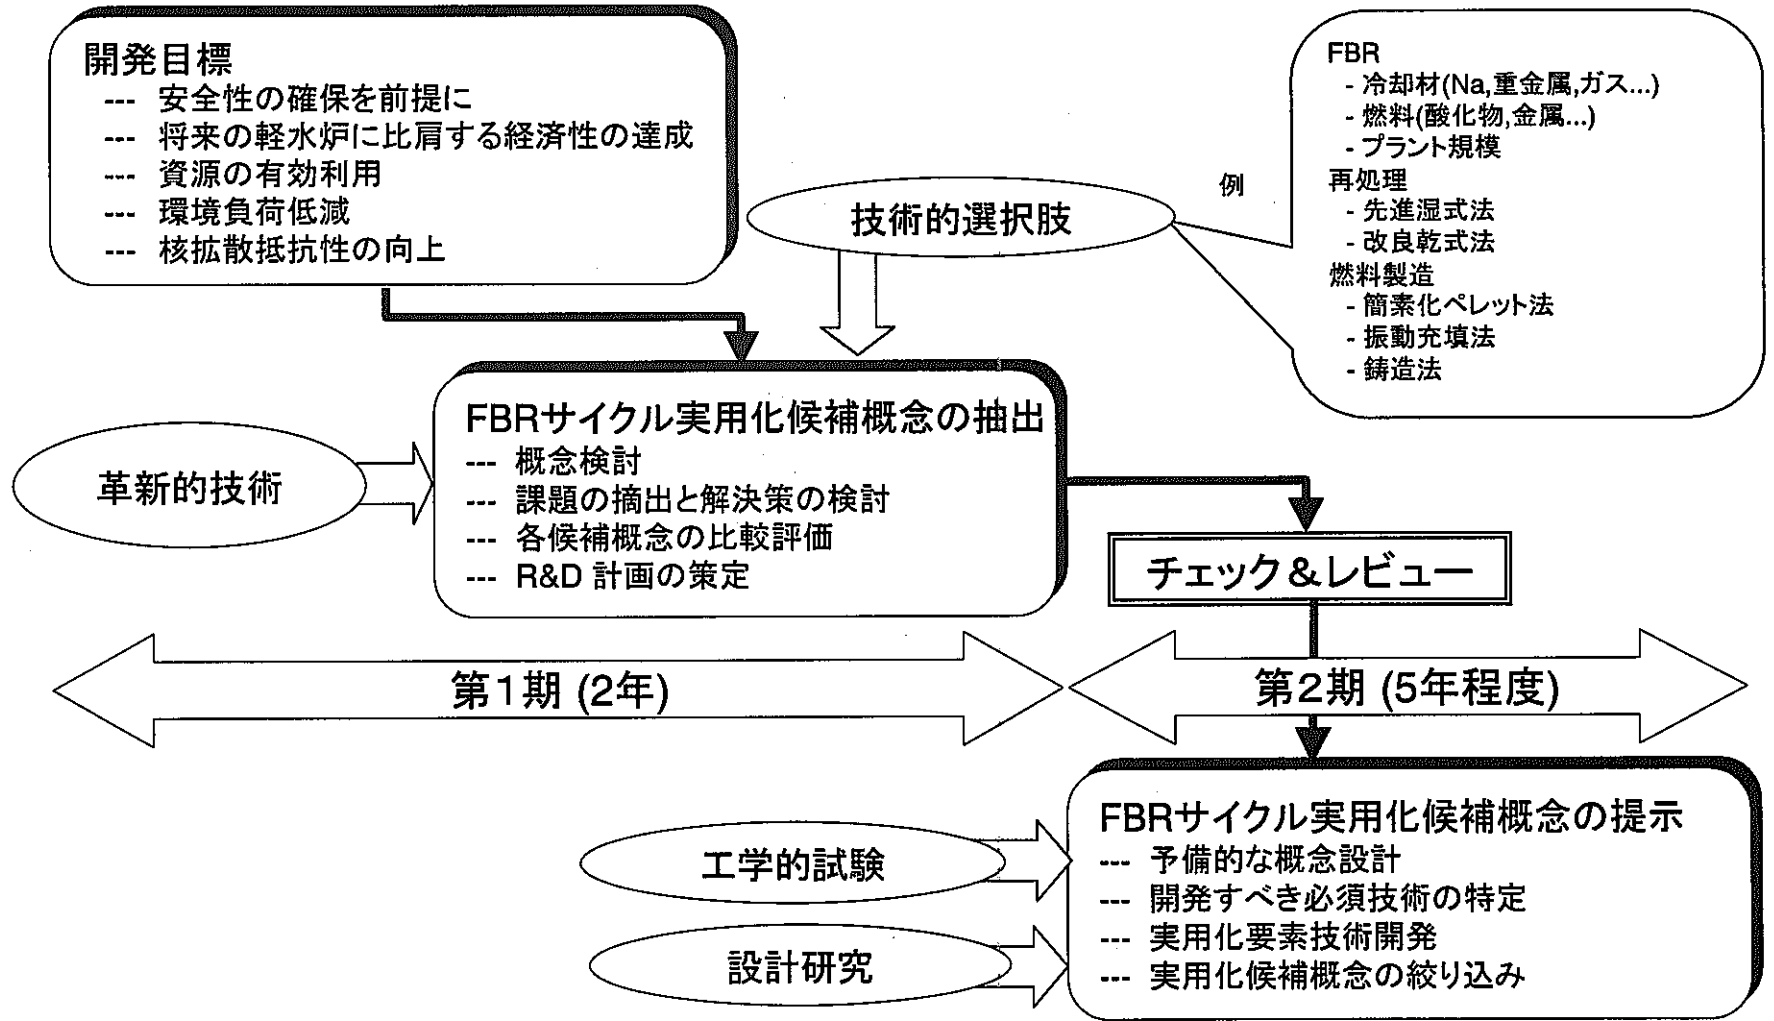 開発目標
--- 安全性の確保を前提に
--- 将来の軽水炉に比肩する経済性の達成
--- 資源の有効利用
--- 環境負荷低減
--- 核拡散抵抗性の向上
技術的選択肢
例
FBR
- 冷却材(Na,重金属,ガス...)
- 燃料(酸化物,金属...)
- プラント規模
再処理
- 先進湿式法
- 改良乾式法
燃料製造
- 簡素化ペレット法
- 振動充填法
- 鋳造法
革新的技術
FBRサイクル実用化候補概念の抽出
--- 概念検討
--- 課題の摘出と解決策の検討
--- 各候補概念の比較評価
--- R&D 計画の策定
チェック＆レビュー
第１期 (2年)
第２期 (5年程度)
工学的試験
設計研究
FBRサイクル実用化候補概念の提示
--- 予備的な概念設計
--- 開発すべき必須技術の特定
--- 実用化要素技術開発
--- 実用化候補概念の絞り込み